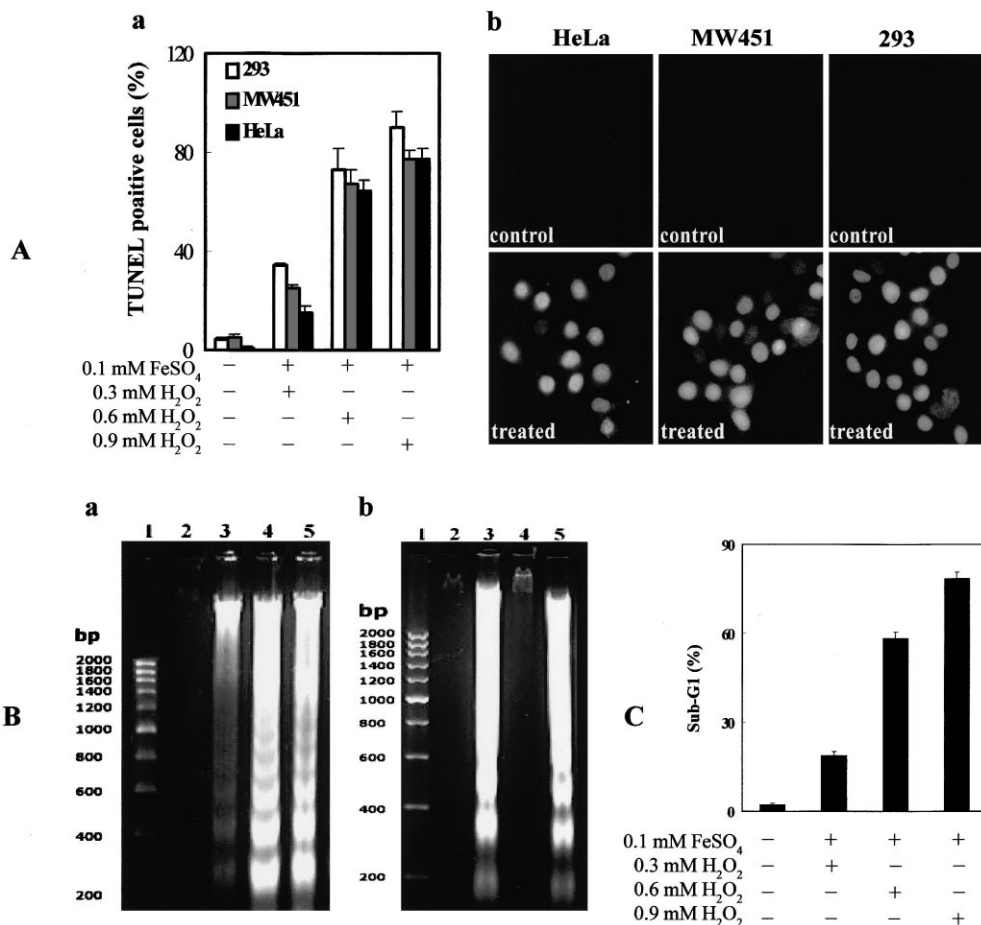 a
120
80
40
0
TUNEL poaitive cells (%)
293
MW451
HeLa
0.1 mM FeSO₄ − + + +
0.3 mM H₂O₂ − + − −
0.6 mM H₂O₂ − − + −
0.9 mM H₂O₂ − − − +
A
b
HeLa MW451 293
control control control
treated treated treated
B
a
1 2 3 4 5
bp
2000
1800
1600
1400
1200
1000
800
600
400
200
b
1 2 3 4 5
bp
2000
1800
1600
1400
1200
1000
800
600
400
200
C
90
60
30
0
Sub-G1 (%)
0.1 mM FeSO₄ − + + +
0.3 mM H₂O₂ − + − −
0.6 mM H₂O₂ − − + −
0.9 mM H₂O₂ − − − +